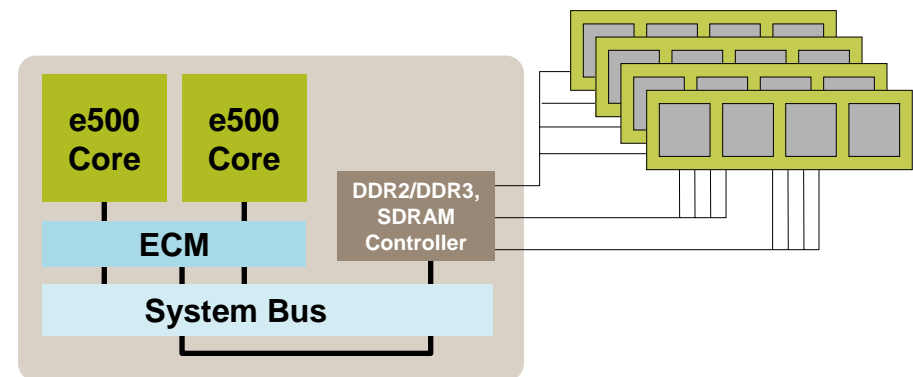 e500
Core
e500
Core
DDR2/DDR3,
SDRAM
Controller
ECM
System Bus